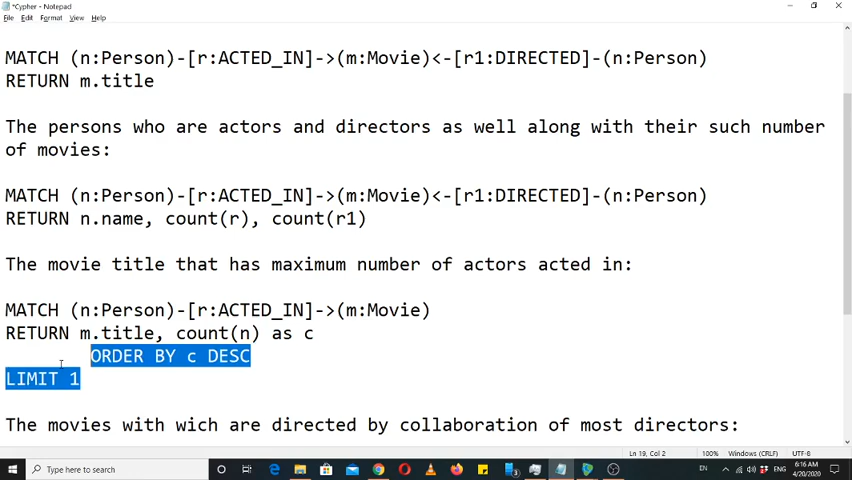 *Cypher - Notepad
File Edit Format View Help
MATCH (n:Person)-[r:ACTED_IN]->(m:Movie)<-[r1:DIRECTED]-(n:Person)
RETURN m.title
The persons who are actors and directors as well along with their such number
of movies:
MATCH (n:Person)-[r:ACTED_IN]->(m:Movie)<-[r1:DIRECTED]-(n:Person)
RETURN n.name, count(r), count(r1)
The movie title that has maximum number of actors acted in:
MATCH (n:Person)-[r:ACTED_IN]->(m:Movie)
RETURN m.title, count(n) as c
ORDER BY c DESC
LIMIT 1
The movies with wich are directed by collaboration of most directors:
Ln 19, Col 2 100% Windows (CRLF) UTF-8
Type here to search EN 6:16 AM
4/20/2020